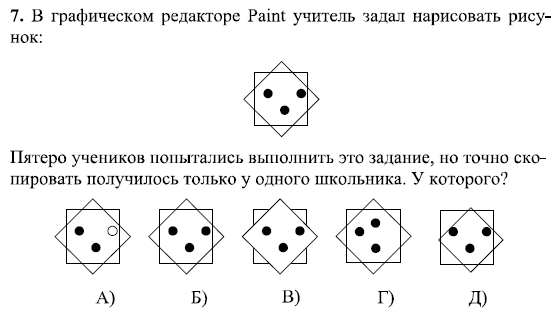 7. В графическом редакторе Paint учитель задал нарисовать рису-
нок:
Пятеро учеников попытались выполнить это задание, но точно ско-
пировать получилось только у одного школьника. У которого?
А) Б) В) Г) Д)